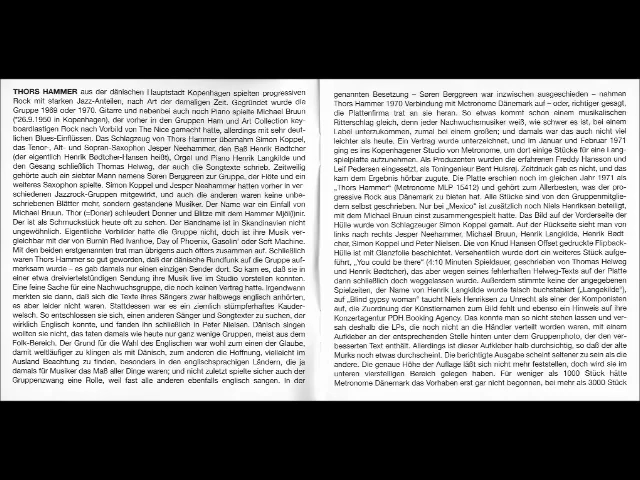 THORS HAMMER aus der dänischen Hauptstadt Kopenhagen spielten progressiven
Rock mit starken Jazz-Anteilen, nach Art der damaligen Zeit. Gegründet wurde die
Gruppe 1969 oder 1970. Gitarre und nebenbei auch noch Piano spielte Michael Bruun
(*26.9.1950 in Kopenhagen), der vorher in den Gruppen Ham und Art Collection key-
boardlastigen Rock nach Vorbild von The Nice gemacht hatte, allerdings mit sehr deut-
lichen Blues-Einflüssen. Das Schlagzeug von Thors Hammer übernahm Simon Koppel,
das Tenor-, Alt- und Sopran-Saxophon Jesper Neehammer, den Baß Henrik Bødtcher
(der eigentlich Henrik Bødtcher-Hansen heißt), Orgel und Piano Henrik Langkilde und
den Gesang schließlich Thomas Helweg, der auch die Songtexte schrieb. Zeitweilig
gehörte auch ein siebter Mann namens Søren Berggreen zur Gruppe, der Flöte und ein
weiteres Saxophon spielte. Simon Koppel und Jesper Neehammer hatten vorher in ver-
schiedenen Jazzrock-Gruppen mitgewirkt, und auch die anderen waren keine unbe-
schriebenen Blätter mehr, sondern gestandene Musiker. Der Name war ein Einfall von
Michael Bruun. Thor (=Donar) schleudert Donner und Blitze mit dem Hammer Mjöl(l)nir.
Der ist als Schmuckstück heute oft zu sehen. Der Bandname ist in Skandinavien nicht
ungewöhnlich. Eigentliche Vorbilder hatte die Gruppe nicht, doch ist ihre Musik ver-
gleichbar mit der von Burnin Red Ivanhoe, Day of Phoenix, Gasolin' oder Soft Machine.
Mit den beiden erstgenannten trat man übrigens auch öfters zusammen auf. Schließlich
waren Thors Hammer so gut geworden, daß der dänische Rundfunk auf die Gruppe auf-
merksam wurde – es gab damals nur einen einzigen Sender dort. So kam es, daß sie in
einer etwa dreiviertelstündigen Sendung ihre Musik live im Studio vorstellen konnten.
Eine feine Sache für eine Nachwuchsgruppe, die noch keinen Vertrag hatte. Irgendwann
merkten sie dann, daß sich die Texte ihres Sängers zwar halbwegs englisch anhörten,
es aber leider nicht waren. Stattdessen war es ein ziemlich stümperhaftes Kauder-
welsch. So entschlossen sie sich, einen anderen Sänger und Songtexter zu suchen, der
wirklich Englisch konnte, und fanden ihn schließlich in Peter Nielsen. Dänisch singen
wollten sie nicht, das taten damals wie heute nur ganz wenige Gruppen, meist aus dem
Folk-Bereich. Der Grund für die Wahl des Englischen war wohl zum einen der Glaube,
damit weltläufiger zu klingen als mit Dänisch, zum anderen die Hoffnung, vielleicht im
Ausland Beachtung zu finden, besonders in den englischsprachigen Ländern, die ja
damals für Musiker das Maß aller Dinge waren; und nicht zuletzt spielte sicher auch der
Gruppenzwang eine Rolle, weil fast alle anderen ebenfalls englisch sangen. In der
genannten Besetzung – Søren Berggreen war inzwischen ausgeschieden – nahmen
Thors Hammer 1970 Verbindung mit Metronome Dänemark auf – oder, richtiger gesagt,
die Plattenfirma trat an sie heran. So etwas kommt schon einem musikalischen
Ritterschlag gleich, denn jeder Nachwuchsmusiker weiß, wie schwer es ist, bei einem
Label unterzukommen, zumal bei einem großen; und damals war das auch nicht viel
leichter als heute. Ein Vertrag wurde unterzeichnet, und im Januar und Februar 1971
ging es ins Kopenhagener Studio von Metronome, um dort einige Stücke für eine Lang-
spielplatte aufzunehmen. Als Produzenten wurden die erfahrenen Freddy Hansson und
Leif Pedersen eingesetzt, als Toningenieur Bent Hulsrøj. Zeitdruck gab es nicht, und das
kam dem Ergebnis hörbar zugute. Die Platte erschien noch im gleichen Jahr 1971 als
„Thors Hammer“ (Metronome MLP 15412) und gehört zum Allerbesten, was der pro-
gressive Rock aus Dänemark zu bieten hat. Alle Stücke sind von den Gruppenmitglie-
dern selbst geschrieben. Nur bei „Mexico“ ist zusätzlich noch Niels Henriksen beteiligt,
mit dem Michael Bruun einst zusammengespielt hatte. Das Bild auf der Vorderseite der
Hülle wurde von Schlagzeuger Simon Koppel gemalt. Auf der Rückseite sieht man von
links nach rechts Jesper Neehammer, Michael Bruun, Henrik Langkilde, Henrik Bødt-
cher, Simon Koppel und Peter Nielsen. Die von Knud Hansen Offset gedruckte Flipback-
Hülle ist mit Glanzfolie beschichtet. Versehentlich wurde dort ein weiteres Stück aufge-
führt, „You could be there“ (4:10 Minuten Spieldauer, geschrieben von Thomas Helweg
und Henrik Bødtcher), das aber wegen seines fehlerhaften Helweg-Texts auf der Platte
dann schließlich doch weggelassen wurde. Außerdem stimmte keine der angegebenen
Spielzeiten, der Name von Henrik Langkilde wurde falsch buchstabiert („Langekilde“),
auf „Blind gypsy woman“ taucht Niels Henriksen zu Unrecht als einer der Komponisten
auf, die Zuordnung der Künstlernamen zum Bild fehlt und ebenso ein Hinweis auf ihre
Konzertagentur PDH Booking Agency. Das konnte man so nicht stehen lassen und ver-
sah deshalb die LPs, die noch nicht an die Händler verteilt worden waren, mit einem
Aufkleber an der entsprechenden Stelle hinten unter dem Gruppenphoto, der den ver-
besserten Text enthält. Allerdings ist dieser Aufkleber halb durchsichtig, so daß der alte
Murks noch etwas durchscheint. Die berichtigte Ausgabe scheint seltener zu sein als die
andere. Die genaue Höhe der Auflage läßt sich nicht mehr feststellen, doch wird sie im
unteren vierstelligen Bereich gelegen haben. Für weniger als 1000 Stück hätte
Metronome Dänemark das Vorhaben erst gar nicht begonnen, bei mehr als 3000 Stück